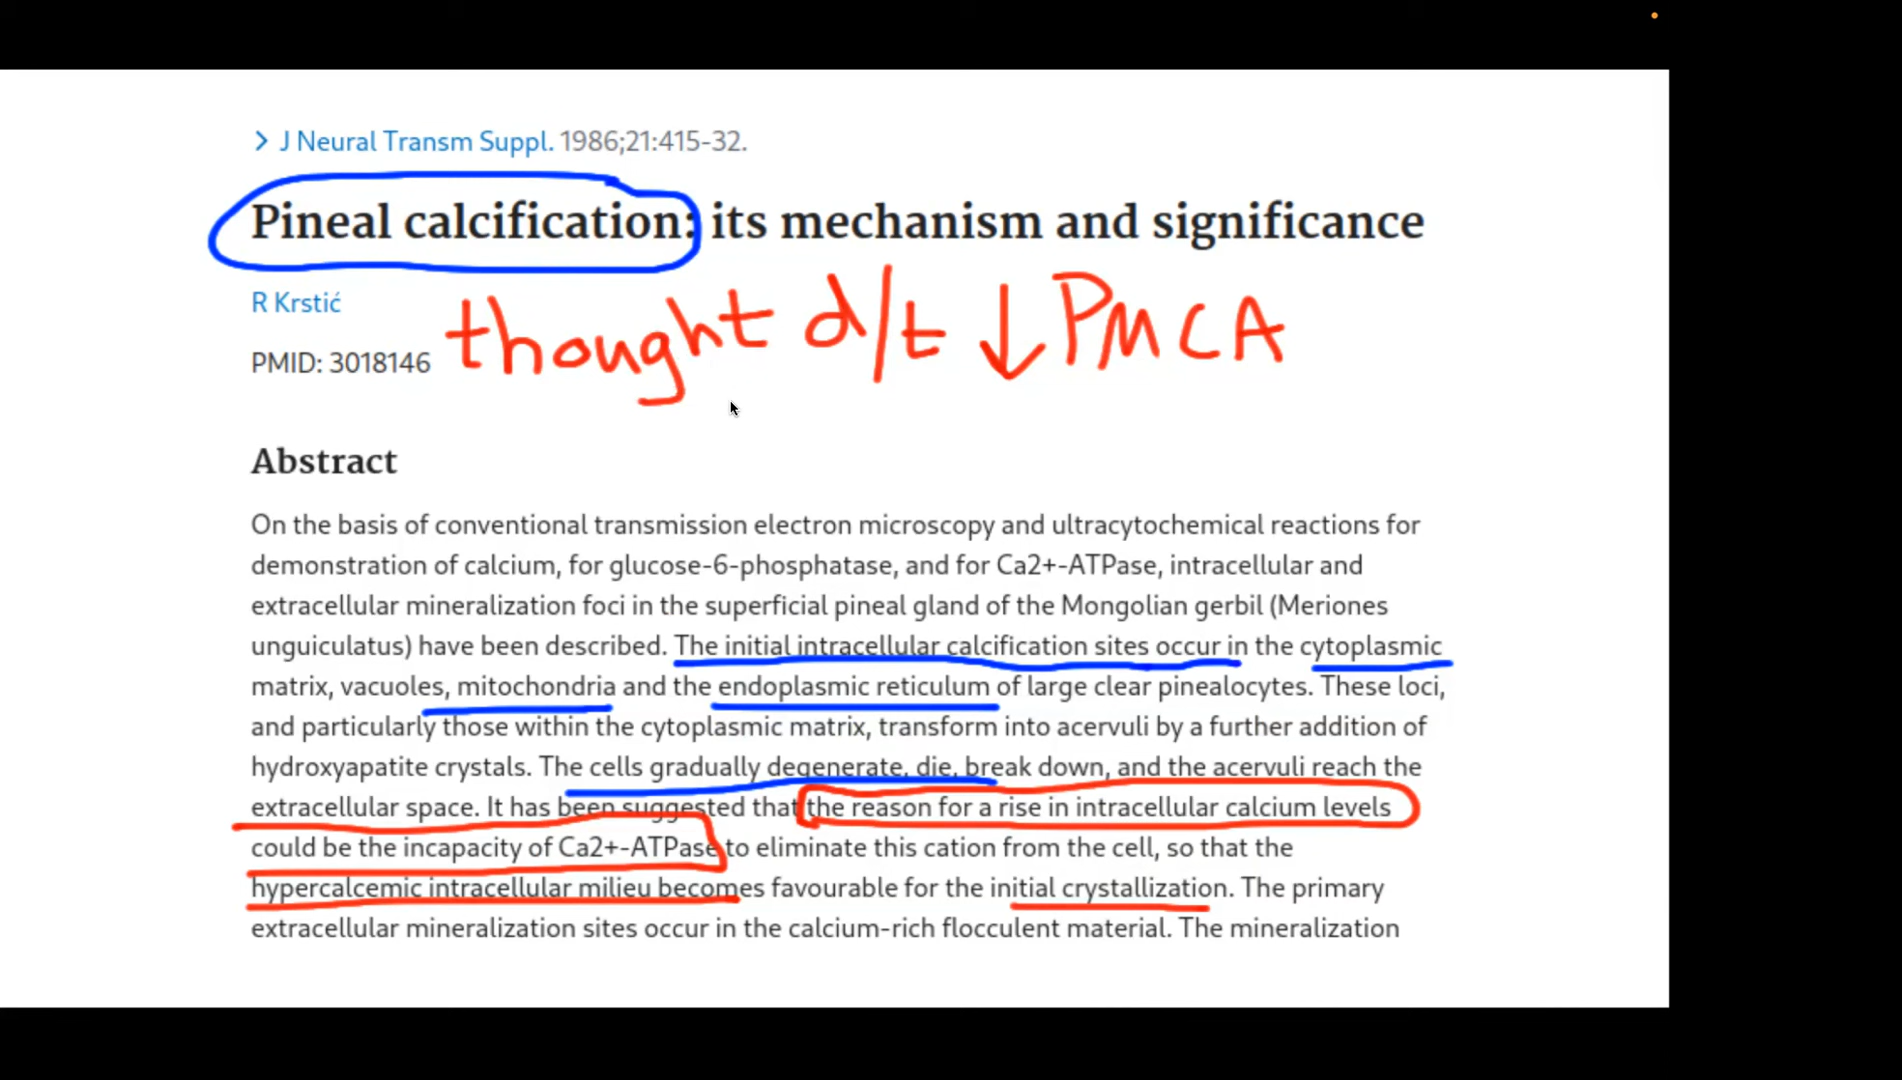 > J Neural Transm Suppl. 1986;21:415-32.
Pineal calcification: its mechanism and significance
R Krstić
thought d/t ↓ PMCA
PMID: 3018146
Abstract
On the basis of conventional transmission electron microscopy and ultracytochemical reactions for
demonstration of calcium, for glucose-6-phosphatase, and for Ca2+-ATPase, intracellular and
extracellular mineralization foci in the superficial pineal gland of the Mongolian gerbil (Meriones
unguiculatus) have been described. The initial intracellular calcification sites occur in the cytoplasmic
matrix, vacuoles, mitochondria and the endoplasmic reticulum of large clear pinealocytes. These loci,
and particularly those within the cytoplasmic matrix, transform into acervuli by a further addition of
hydroxyapatite crystals. The cells gradually degenerate, die, break down, and the acervuli reach the
extracellular space. It has been suggested that the reason for a rise in intracellular calcium levels
could be the incapacity of Ca2+-ATPase to eliminate this cation from the cell, so that the
hypercalcemic intracellular milieu becomes favourable for the initial crystallization. The primary
extracellular mineralization sites occur in the calcium-rich flocculent material. The mineralization